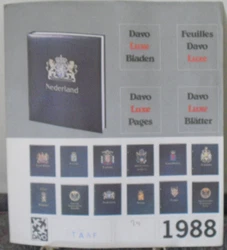 Davo
Luxe
Bladen
Feuilles
Davo
Luxe
Nederland
Davo
Luxe
Pages
Davo
Luxe
Blätter
1988